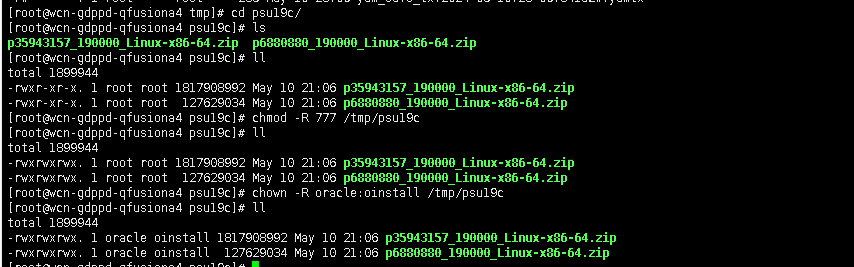 [root@wcn-gdppd-qfusiona4 tmp]# cd psu19c/
[root@wcn-gdppd-qfusiona4 psu19c]# ls
p35943157_190000_Linux-x86-64.zip  p6880880_190000_Linux-x86-64.zip
[root@wcn-gdppd-qfusiona4 psu19c]# ll
total 1899944
-rwxr-xr-x. 1 root root 1817908992 May 10 21:06 p35943157_190000_Linux-x86-64.zip
-rwxr-xr-x. 1 root root  127629034 May 10 21:06 p6880880_190000_Linux-x86-64.zip
[root@wcn-gdppd-qfusiona4 psu19c]# chmod -R 777 /tmp/psu19c
[root@wcn-gdppd-qfusiona4 psu19c]# ll
total 1899944
-rwxrwxrwx. 1 root root 1817908992 May 10 21:06 p35943157_190000_Linux-x86-64.zip
-rwxrwxrwx. 1 root root  127629034 May 10 21:06 p6880880_190000_Linux-x86-64.zip
[root@wcn-gdppd-qfusiona4 psu19c]# chown -R oracle:oinstall /tmp/psu19c
[root@wcn-gdppd-qfusiona4 psu19c]# ll
total 1899944
-rwxrwxrwx. 1 oracle oinstall 1817908992 May 10 21:06 p35943157_190000_Linux-x86-64.zip
-rwxrwxrwx. 1 oracle oinstall  127629034 May 10 21:06 p6880880_190000_Linux-x86-64.zip
[root@wcn-gdppd-qfusiona4 psu19c]#